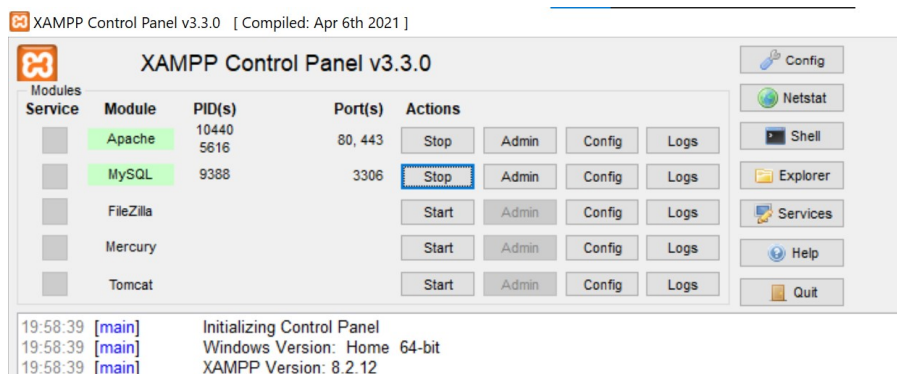 XAMPP Control Panel v3.3.0 [ Compiled: Apr 6th 2021 ]
XAMPP Control Panel v3.3.0
Config
Modules
Service Module PID(s) Port(s) Actions
Netstat
Apache 10440 5616 80, 443 Stop Admin Config Logs
Shell
MySQL 9388 3306 Stop Admin Config Logs
Explorer
FileZilla Start Admin Config Logs
Services
Mercury Start Admin Config Logs
Help
Tomcat Start Admin Config Logs
Quit
19:58:39 [main] Initializing Control Panel
19:58:39 [main] Windows Version: Home 64-bit
19:58:39 [main] XAMPP Version: 8.2.12